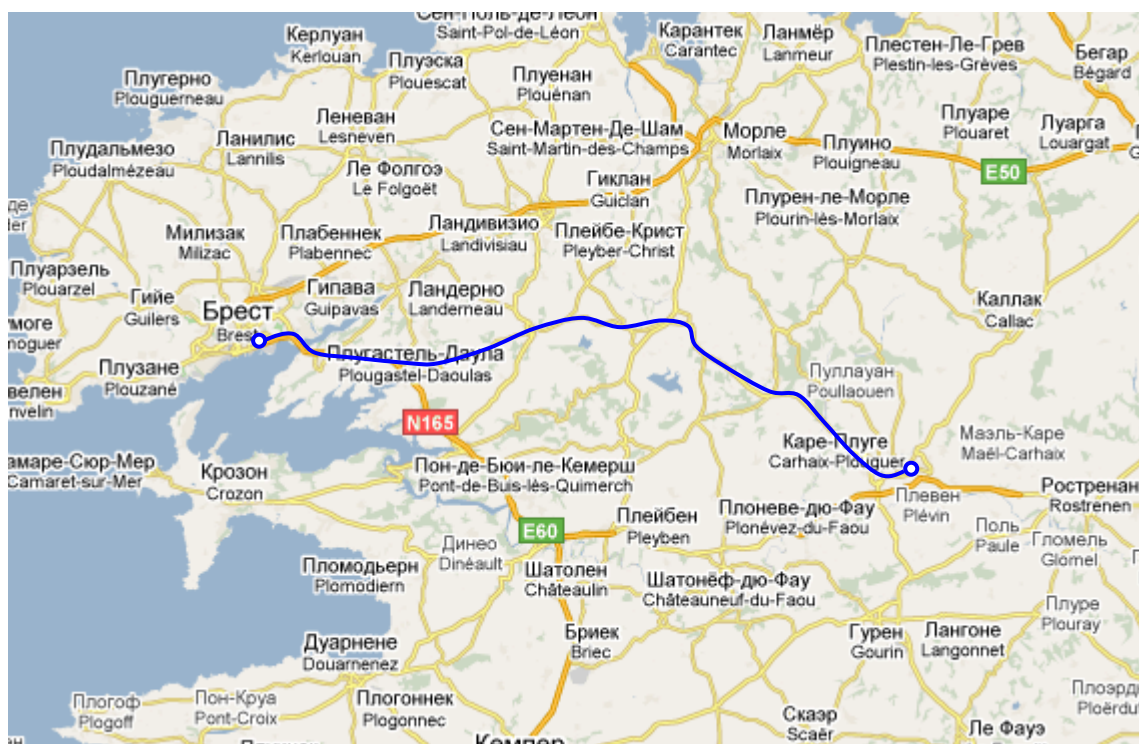 Сен-Поль-де-Леон
Saint-Pol-de-Léon
Керлуан
Kerlouan
Карантек
Carantec
Ланмёр
Lanmeur
Плестен-Ле-Грев
Plestin-les-Grèves
Бегар
Bégard
Плуэска
Plouescat
Плугерно
Plouguerneau
Плуенан
Plouénan
Леневан
Lesneven
Плуаре
Plouaret
Луарга
Louargat
Ланилис
Lannilis
Сен-Мартен-Де-Шам
Saint-Martin-des-Champs
Морле
Morlaix
Плуино
Plouigneau
Плудальмезо
Ploudalmézeau
Ле Фолгоэ
Le Folgoët
E50
Гиклан
Guiclan
Плурен-ле-Морле
Plourin-lès-Morlaix
Милизак
Milizac
Плабеннек
Plabennec
Ландивизио
Landivisiau
Плейбе-Крист
Pleyber-Christ
Плуарзель
Plouarzel
Гийе
Guilers
Гипава
Guipavas
Ландерно
Landerneau
Каллак
Callac
Брест
Brest
умоге
moguer
Плузане
Plouzané
Плугастель-Даула
Plougastel-Daoulas
Пуллауан
Poullaouen
велен
nvelin
N165
Каре-Плуге
Carhaix-Plouguer
Маэль-Каре
Maël-Carhaix
амаре-Сюр-Мер
Camaret-sur-Mer
Крозон
Crozon
Пон-де-Бюи-ле-Кемерш
Pont-de-Buis-lès-Quimerch
Плевен
Plévin
Ростренан
Rostrenen
Плоневе-дю-Фау
Plonévez-du-Faou
Плейбен
Pleyben
E60
Поль
Paule
Гломель
Glomel
Динео
Dinéault
Пломодьерн
Plomodiern
Шатолен
Châteaulin
Шатонёф-дю-Фау
Châteauneuf-du-Faou
Плуре
Plouray
Дуарнене
Douarnenez
Бриек
Briec
Гурен
Gourin
Лангоне
Langonnet
Плогоф
Plogoff
Пон-Круа
Pont-Croix
Плогоннек
Plogonnec
Скаэр
Scaër
Ле Фауэ
Плоэрдю
Ploërdu
Кемпер